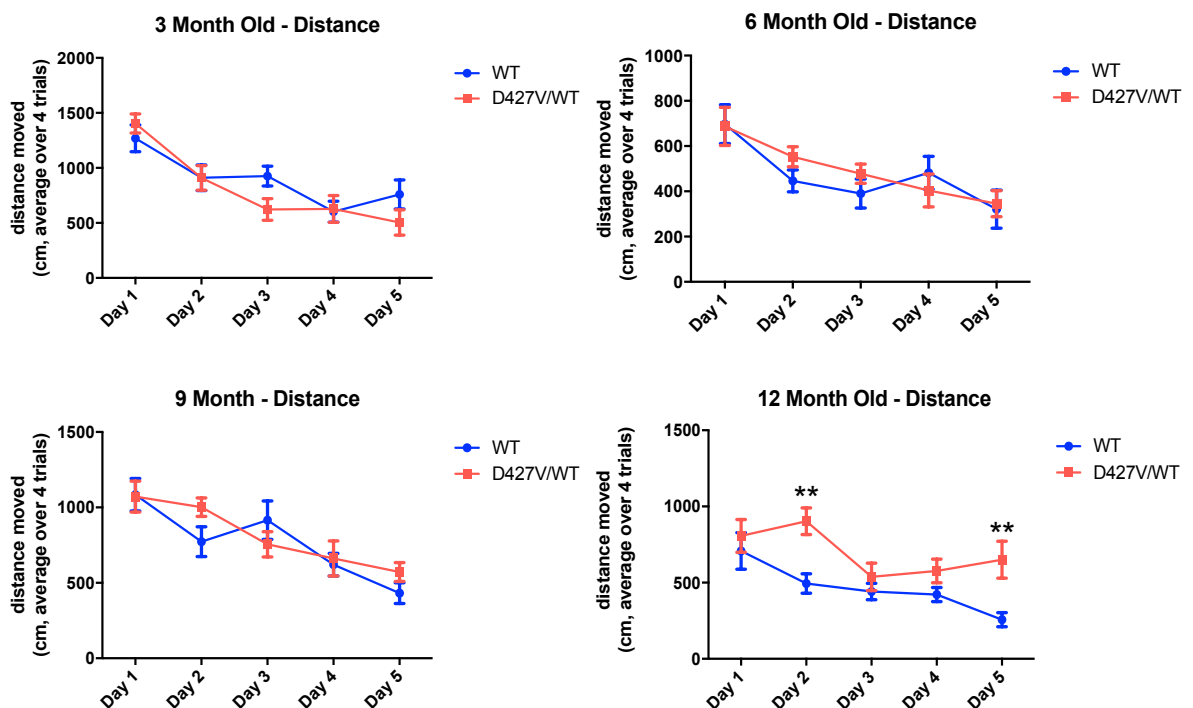 3 Month Old - Distance
distance moved
(cm, average over 4 trials)
2000
1500
1000
500
0
Day 1
Day 2
Day 3
Day 4
Day 5
WT
D427V/WT
6 Month Old - Distance
distance moved
(cm, average over 4 trials)
1000
800
600
400
200
0
Day 1
Day 2
Day 3
Day 4
Day 5
WT
D427V/WT
9 Month - Distance
distance moved
(cm, average over 4 trials)
1500
1000
500
0
Day 1
Day 2
Day 3
Day 4
Day 5
WT
D427V/WT
12 Month Old - Distance
distance moved
(cm, average over 4 trials)
1500
1000
500
0
**
**
Day 1
Day 2
Day 3
Day 4
Day 5
WT
D427V/WT